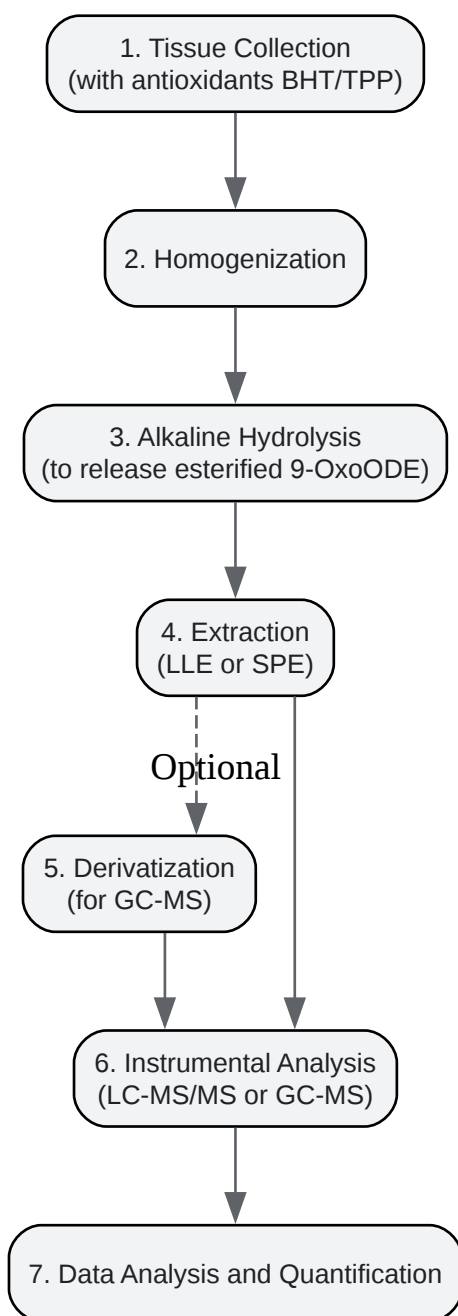 1. Tissue Collection
(with antioxidants BHT/TPP)
2. Homogenization
3. Alkaline Hydrolysis
(to release esterified 9-OxoODE)
4. Extraction
(LLE or SPE)
Optional
5. Derivatization
(for GC-MS)
6. Instrumental Analysis
(LC-MS/MS or GC-MS)
7. Data Analysis and Quantification